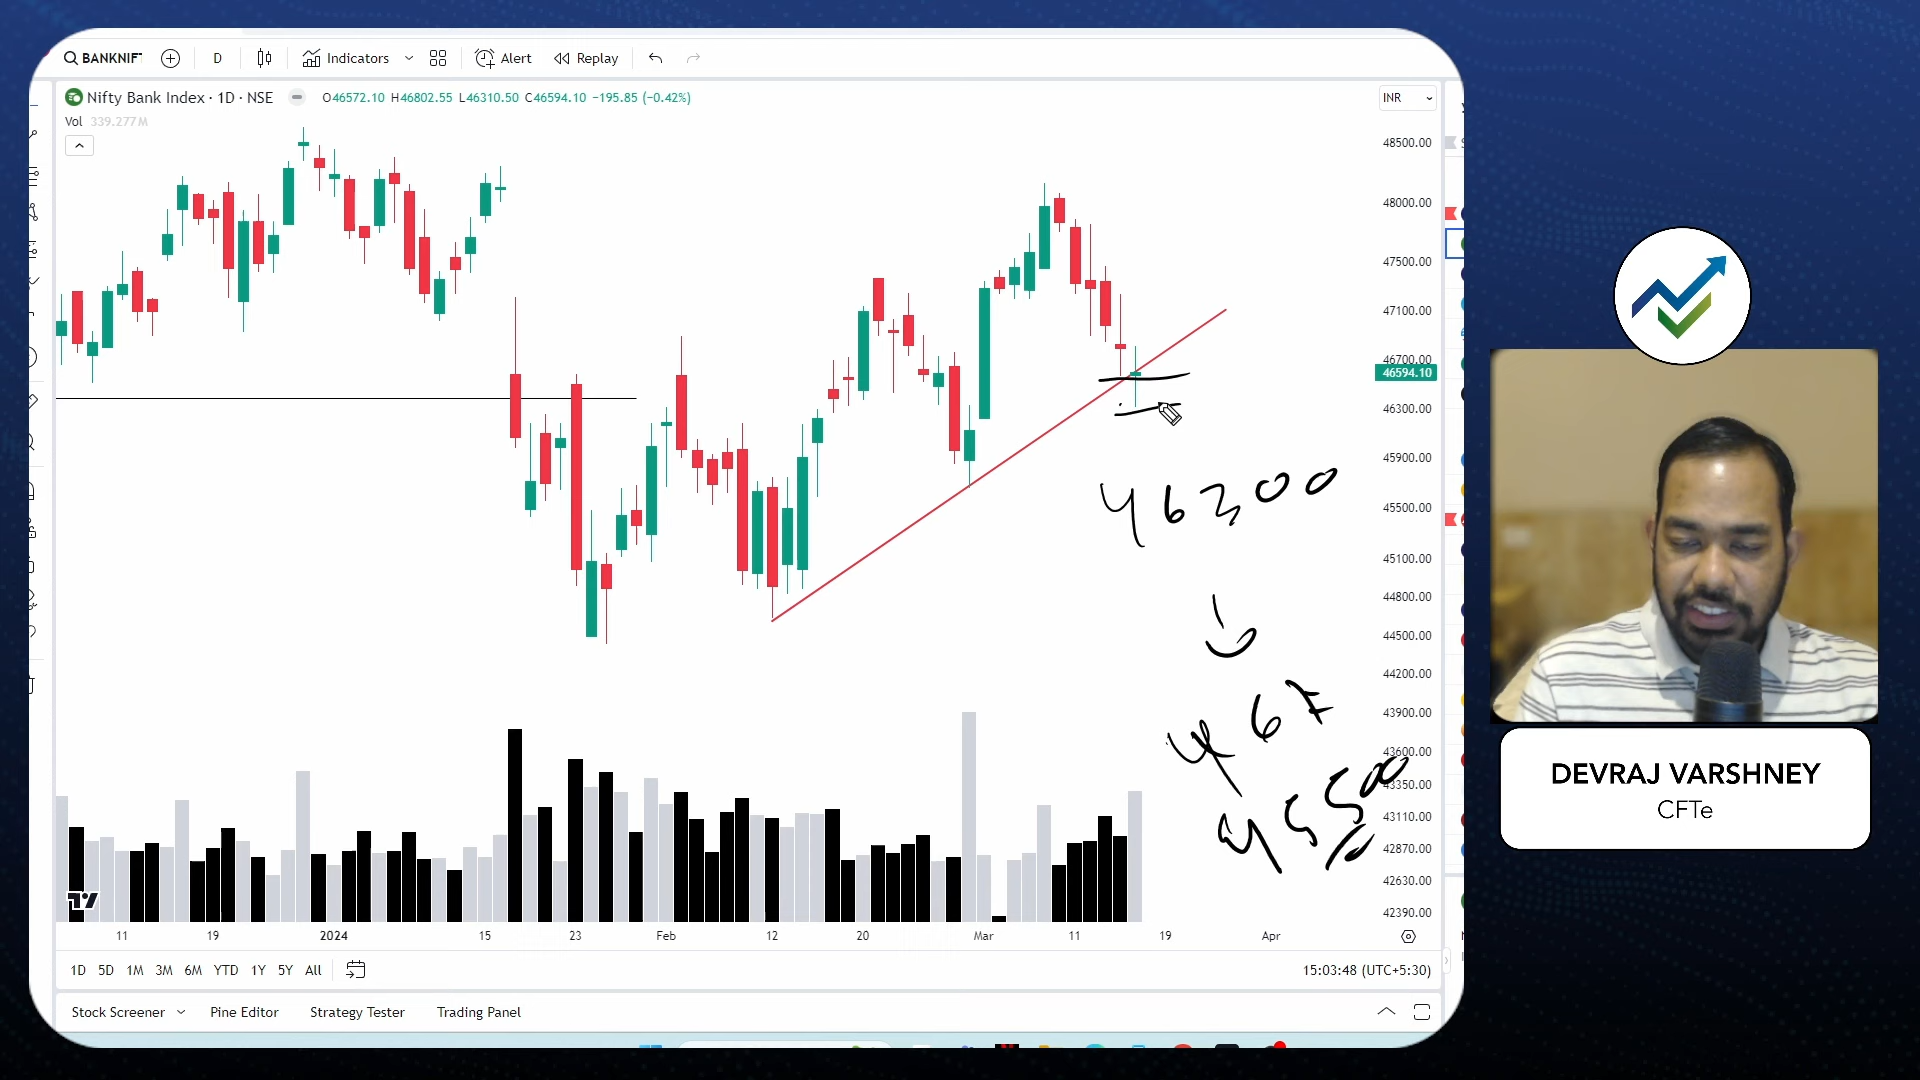 BANKNIF
D
Indicators
Alert
Replay
Nifty Bank Index · 1D · NSE
O46572.10 H46802.55 L46310.50 C46594.10 −195.85 (−0.42%)
INR
Vol 339.277M
48500.00
48000.00
47500.00
47100.00
46700.00
46594.10
46300.00
45900.00
45500.00
45100.00
44800.00
44500.00
44200.00
43900.00
43600.00
43350.00
43110.00
42870.00
42630.00
42390.00
467
45500
11 19 2024 15 23 Feb 12 20 Mar 11 19 Apr
1D 5D 1M 3M 6M YTD 1Y 5Y All
15:03:48 (UTC+5:30)
Stock Screener Pine Editor Strategy Tester Trading Panel
DEVRAJ VARSHNEY
CFTe